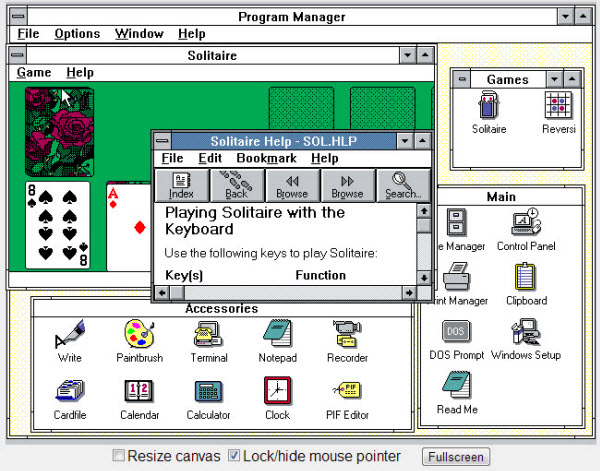 Program Manager
File Options Window Help
Solitaire
Game Help
8
8
A
Solitaire Help - SOL.HLP
File Edit Bookmark Help
Index Back Browse Browse Search...
Playing Solitaire with the
Keyboard
Use the following keys to play Solitaire:
Key(s) Function
Games
Solitaire Reversi
Main
e Manager Control Panel
int Manager Clipboard
DOS
DOS Prompt Windows Setup
Read Me
Accessories
Write Paintbrush Terminal Notepad Recorder
1 2
PIF
Cardfile Calendar Calculator Clock PIF Editor
Resize canvas Lock/hide mouse pointer Fullscreen